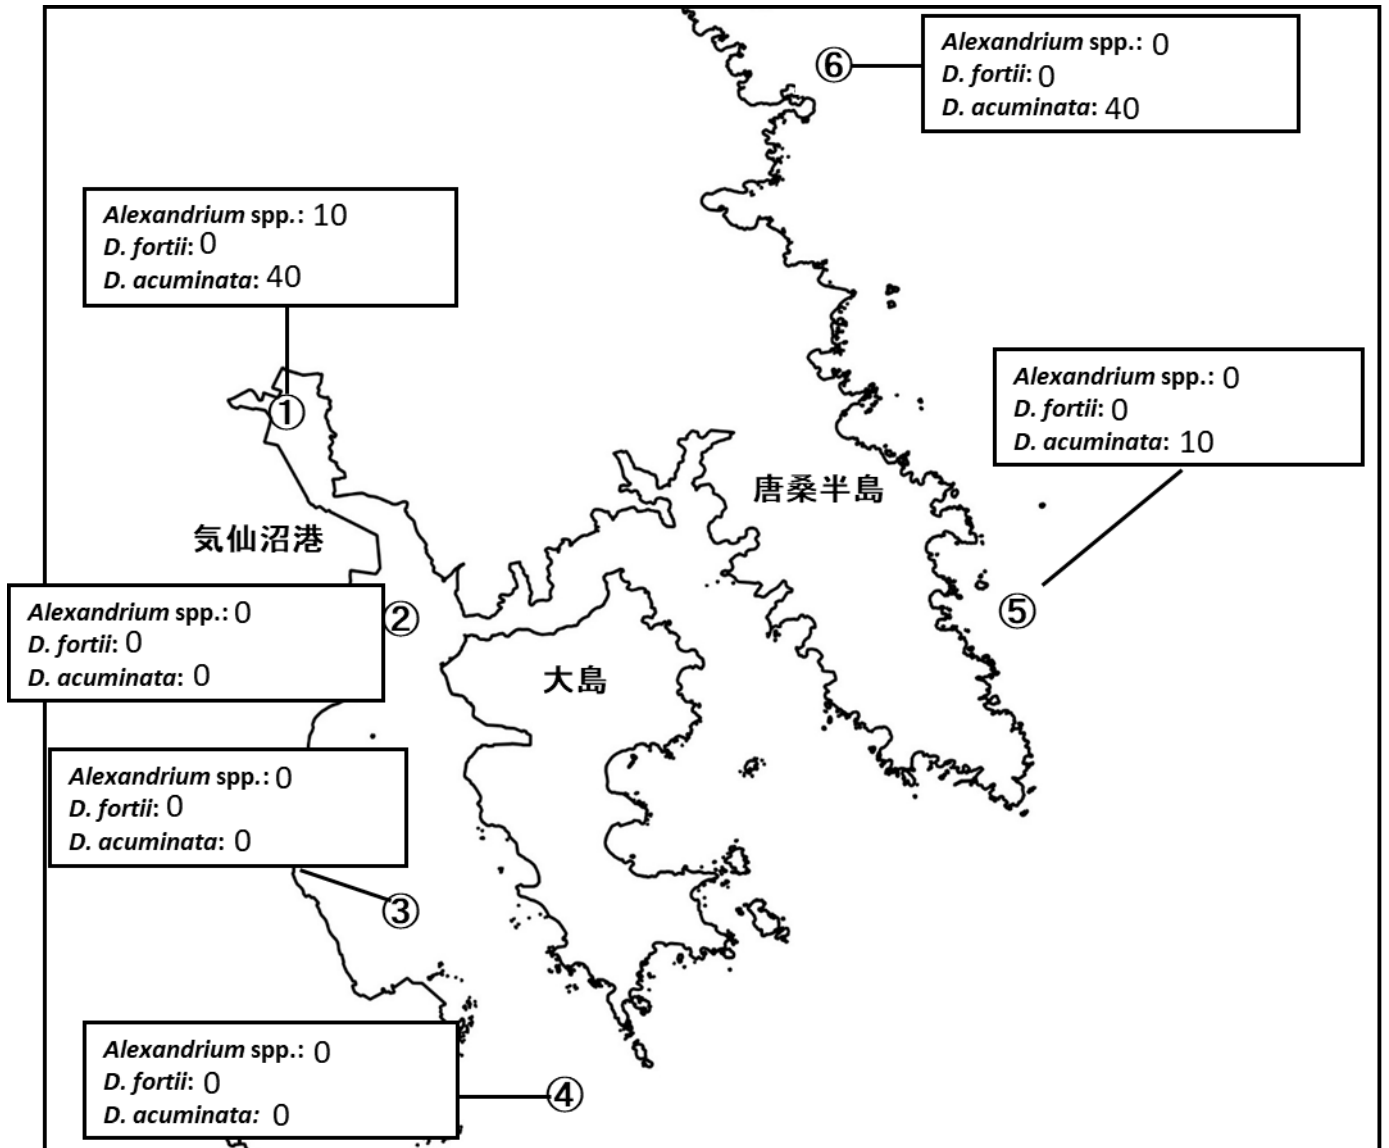 ⑥
Alexandrium spp.: 0
D. fortii: 0
D. acuminata: 40
Alexandrium spp.: 10
D. fortii: 0
D. acuminata: 40
①
Alexandrium spp.: 0
D. fortii: 0
D. acuminata: 10
唐桑半島
気仙沼港
Alexandrium spp.: 0
D. fortii: 0
D. acuminata: 0
②
⑤
大島
Alexandrium spp.: 0
D. fortii: 0
D. acuminata: 0
③
Alexandrium spp.: 0
D. fortii: 0
D. acuminata: 0
④